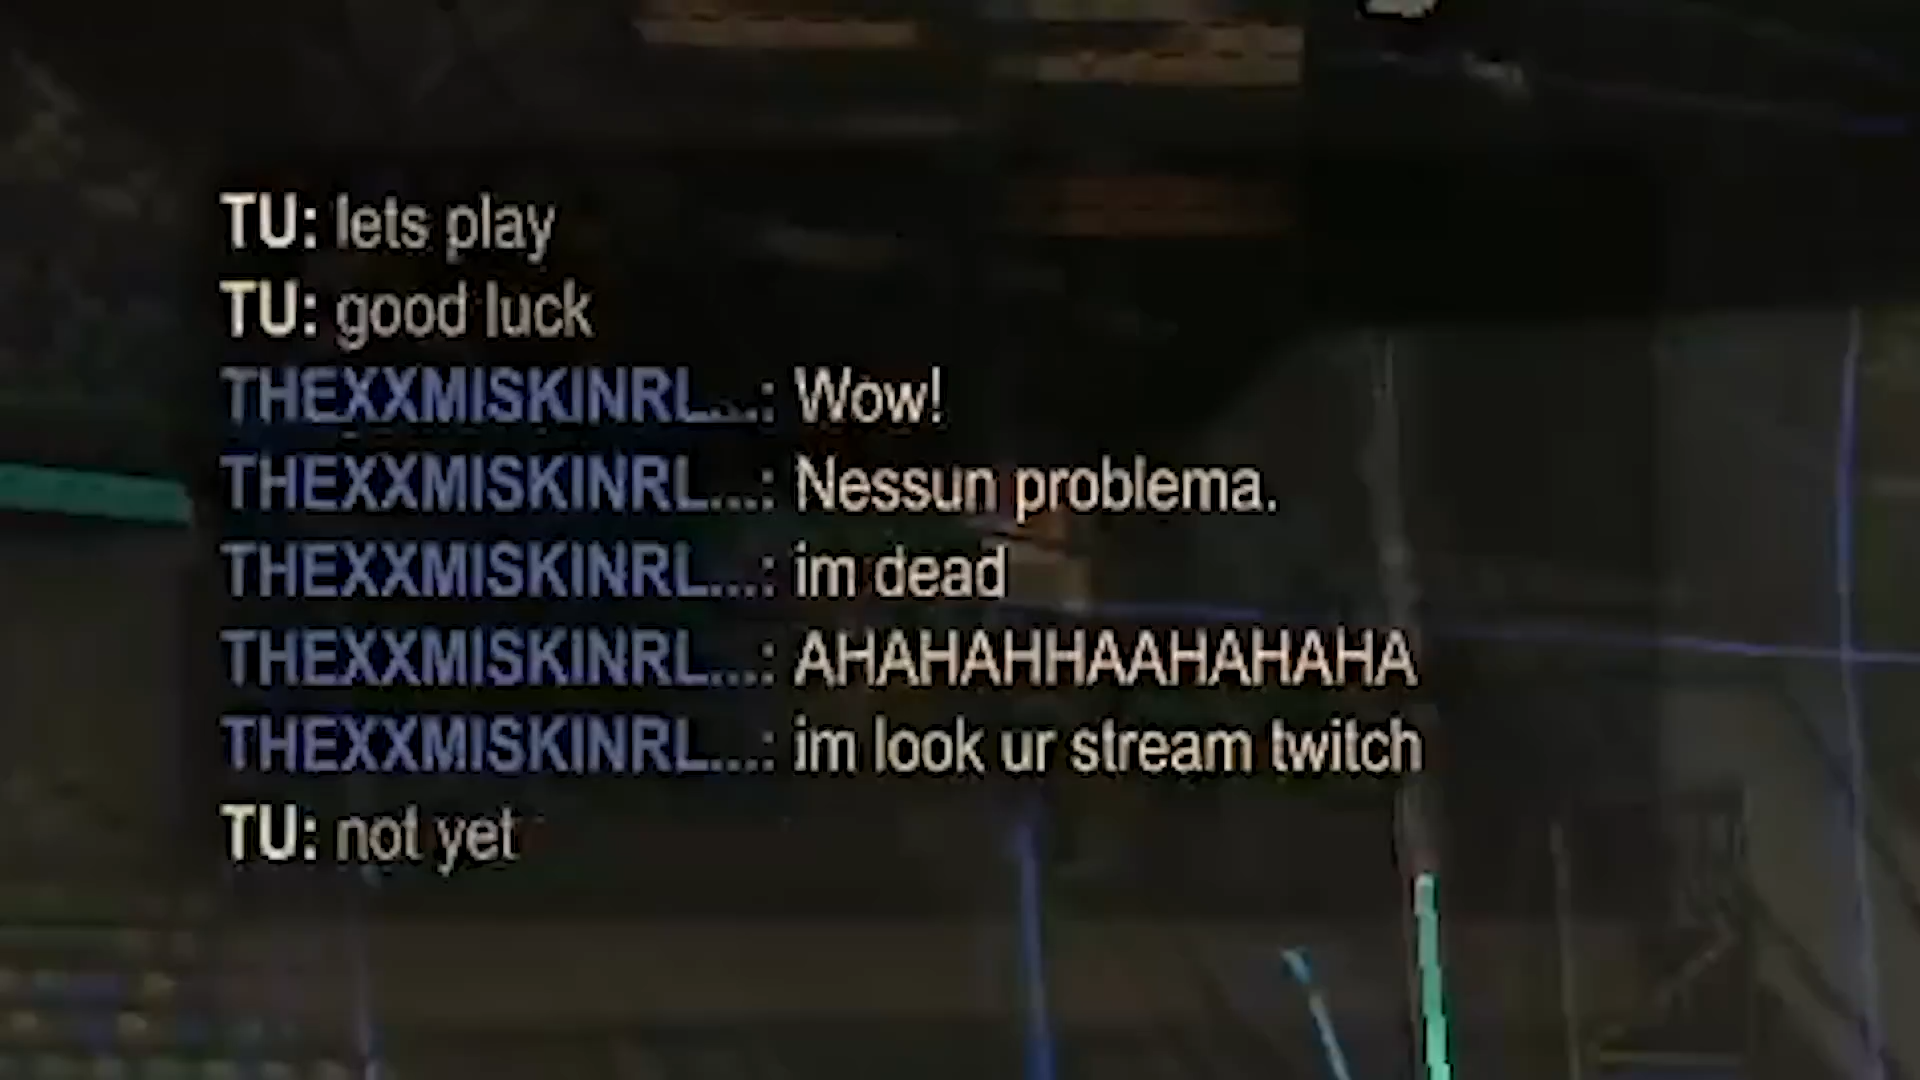 TU: lets play
TU: good luck
THEXXMISKINRL...: Wow!
THEXXMISKINRL...: Nessun problema.
THEXXMISKINRL...: im dead
THEXXMISKINRL...: AHAHAHHAAHAHAHA
THEXXMISKINRL...: im look ur stream twitch
TU: not yet